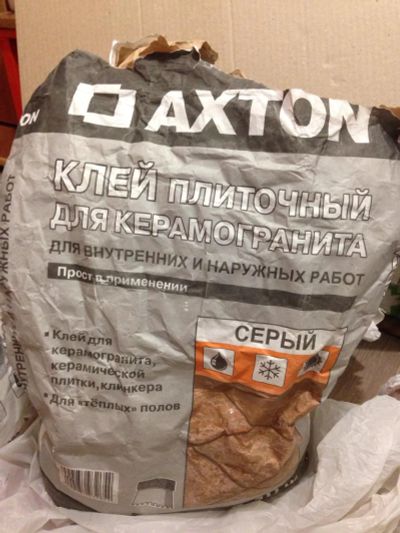 AXTON
КЛЕЙ ПЛИТОЧНЫЙ
ДЛЯ КЕРАМОГРАНИТА
ДЛЯ ВНУТРЕННИХ И НАРУЖНЫХ РАБОТ
Прост в применении
СЕРЫЙ
▪ Клей для
керамогранита,
керамической
плитки, клинкера
▪ Для «тёплых» полов